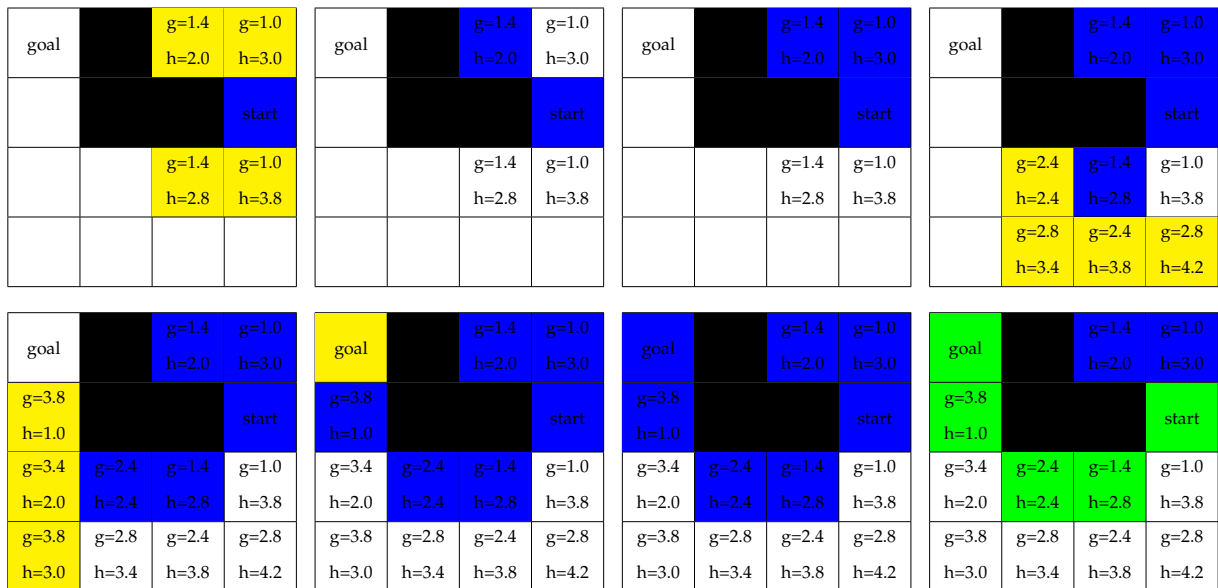 goal g=1.4 g=1.0
h=2.0 h=3.0
start
g=1.4 g=1.0
h=2.8 h=3.8
goal g=1.4 g=1.0
h=2.0 h=3.0
start
g=1.4 g=1.0
h=2.8 h=3.8
goal g=1.4 g=1.0
h=2.0 h=3.0
start
g=1.4 g=1.0
h=2.8 h=3.8
goal g=1.4 g=1.0
h=2.0 h=3.0
start
g=2.4 g=1.4 g=1.0
h=2.4 h=2.8 h=3.8
g=2.8 g=2.4 g=2.8
h=3.4 h=3.8 h=4.2
goal g=1.4 g=1.0
h=2.0 h=3.0
g=3.8
start
h=1.0
g=3.4 g=2.4 g=1.4 g=1.0
h=2.0 h=2.4 h=2.8 h=3.8
g=3.8 g=2.8 g=2.4 g=2.8
h=3.0 h=3.4 h=3.8 h=4.2
goal g=1.4 g=1.0
h=2.0 h=3.0
g=3.8
start
h=1.0
g=3.4 g=2.4 g=1.4 g=1.0
h=2.0 h=2.4 h=2.8 h=3.8
g=3.8 g=2.8 g=2.4 g=2.8
h=3.0 h=3.4 h=3.8 h=4.2
goal g=1.4 g=1.0
h=2.0 h=3.0
g=3.8
start
h=1.0
g=3.4 g=2.4 g=1.4 g=1.0
h=2.0 h=2.4 h=2.8 h=3.8
g=3.8 g=2.8 g=2.4 g=2.8
h=3.0 h=3.4 h=3.8 h=4.2
goal g=1.4 g=1.0
h=2.0 h=3.0
g=3.8
start
h=1.0
g=3.4 g=2.4 g=1.4 g=1.0
h=2.0 h=2.4 h=2.8 h=3.8
g=3.8 g=2.8 g=2.4 g=2.8
h=3.0 h=3.4 h=3.8 h=4.2